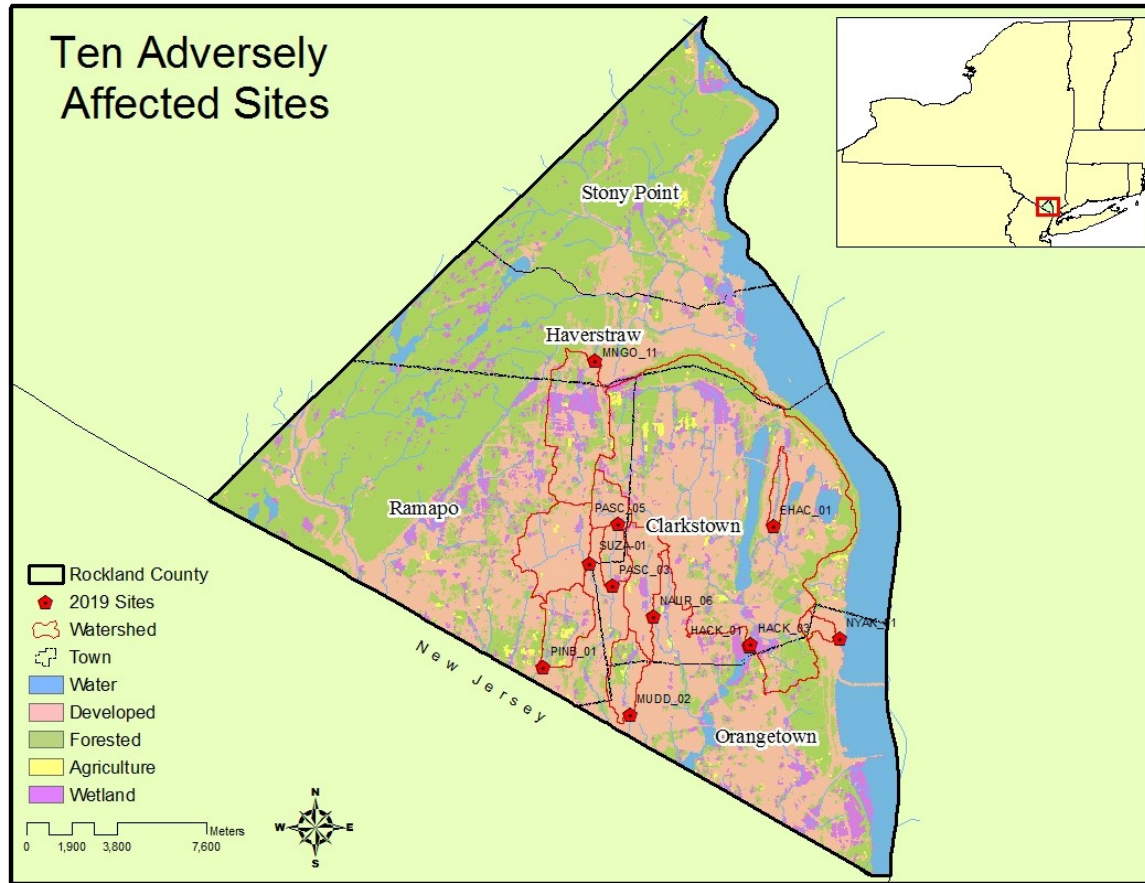 Ten Adversely
Affected Sites
Stony Point
Haverstraw
MNGO_11
Ramapo
PASC_05
Clarkstown
EHAC_01
SUZA-01
PASC_03
NAUR_06
HACK_01
HACK_03
NYAK_01
PINB_01
MUDD_02
Orangetown
New Jersey
Rockland County
2019 Sites
Watershed
Town
Water
Developed
Forested
Agriculture
Wetland
Meters
0 1,900 3,800 7,600
N
W E
S